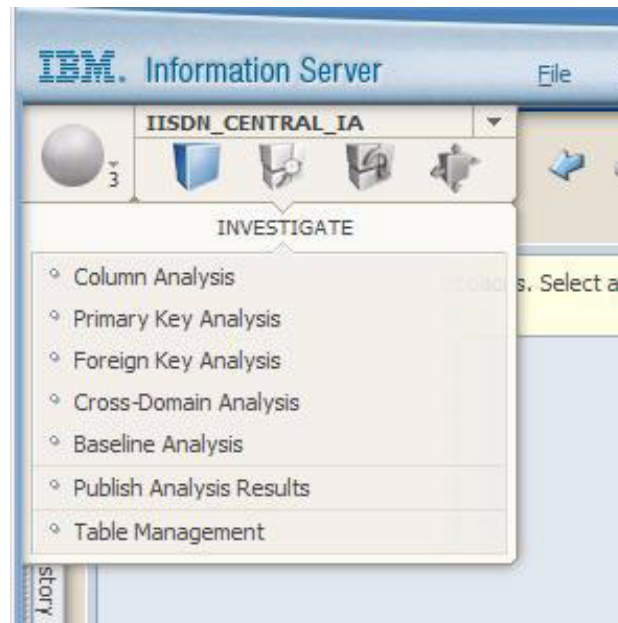 IBM. Information Server File
IISDN_CENTRAL_IA
3
INVESTIGATE
Column Analysis
s. Select a
Primary Key Analysis
Foreign Key Analysis
Cross-Domain Analysis
Baseline Analysis
Publish Analysis Results
Table Management
story